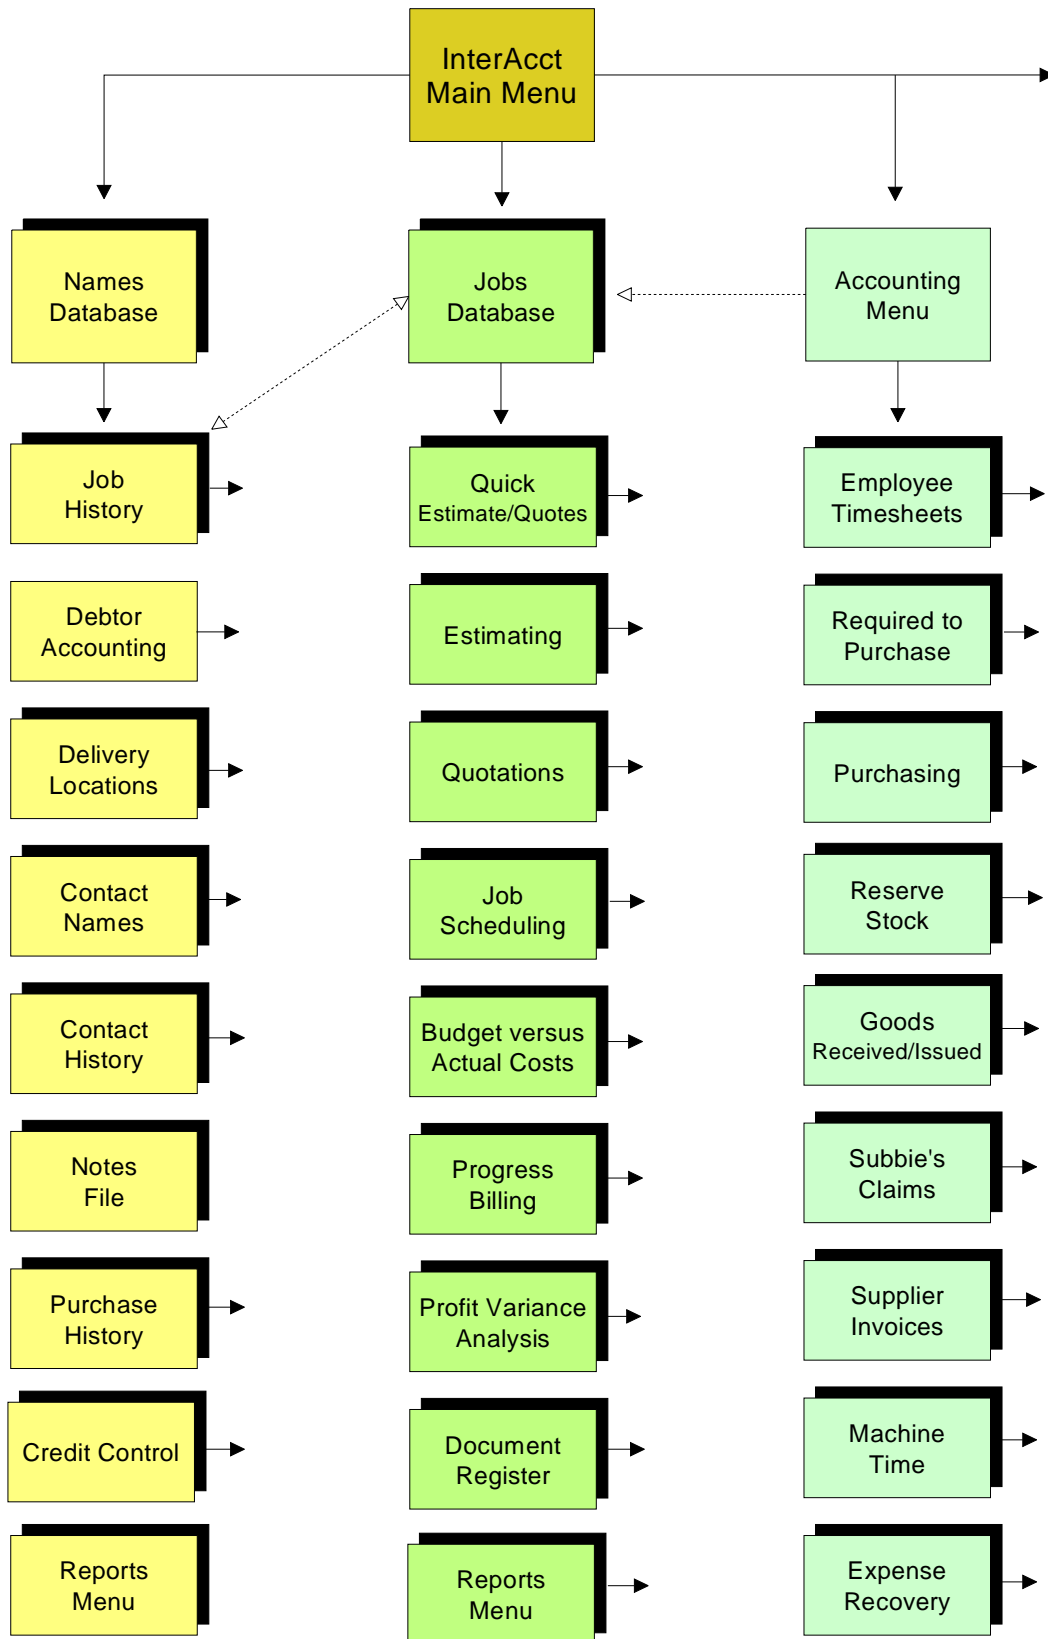 InterAcct
Main Menu
Names
Database
Jobs
Database
Accounting
Menu
Job
History
Quick
Estimate/Quotes
Employee
Timesheets
Debtor
Accounting
Estimating
Required to
Purchase
Delivery
Locations
Quotations
Purchasing
Contact
Names
Job
Scheduling
Reserve
Stock
Contact
History
Budget versus
Actual Costs
Goods
Received/Issued
Notes
File
Progress
Billing
Subbie's
Claims
Purchase
History
Profit Variance
Analysis
Supplier
Invoices
Credit Control
Document
Register
Machine
Time
Reports
Menu
Reports
Menu
Expense
Recovery